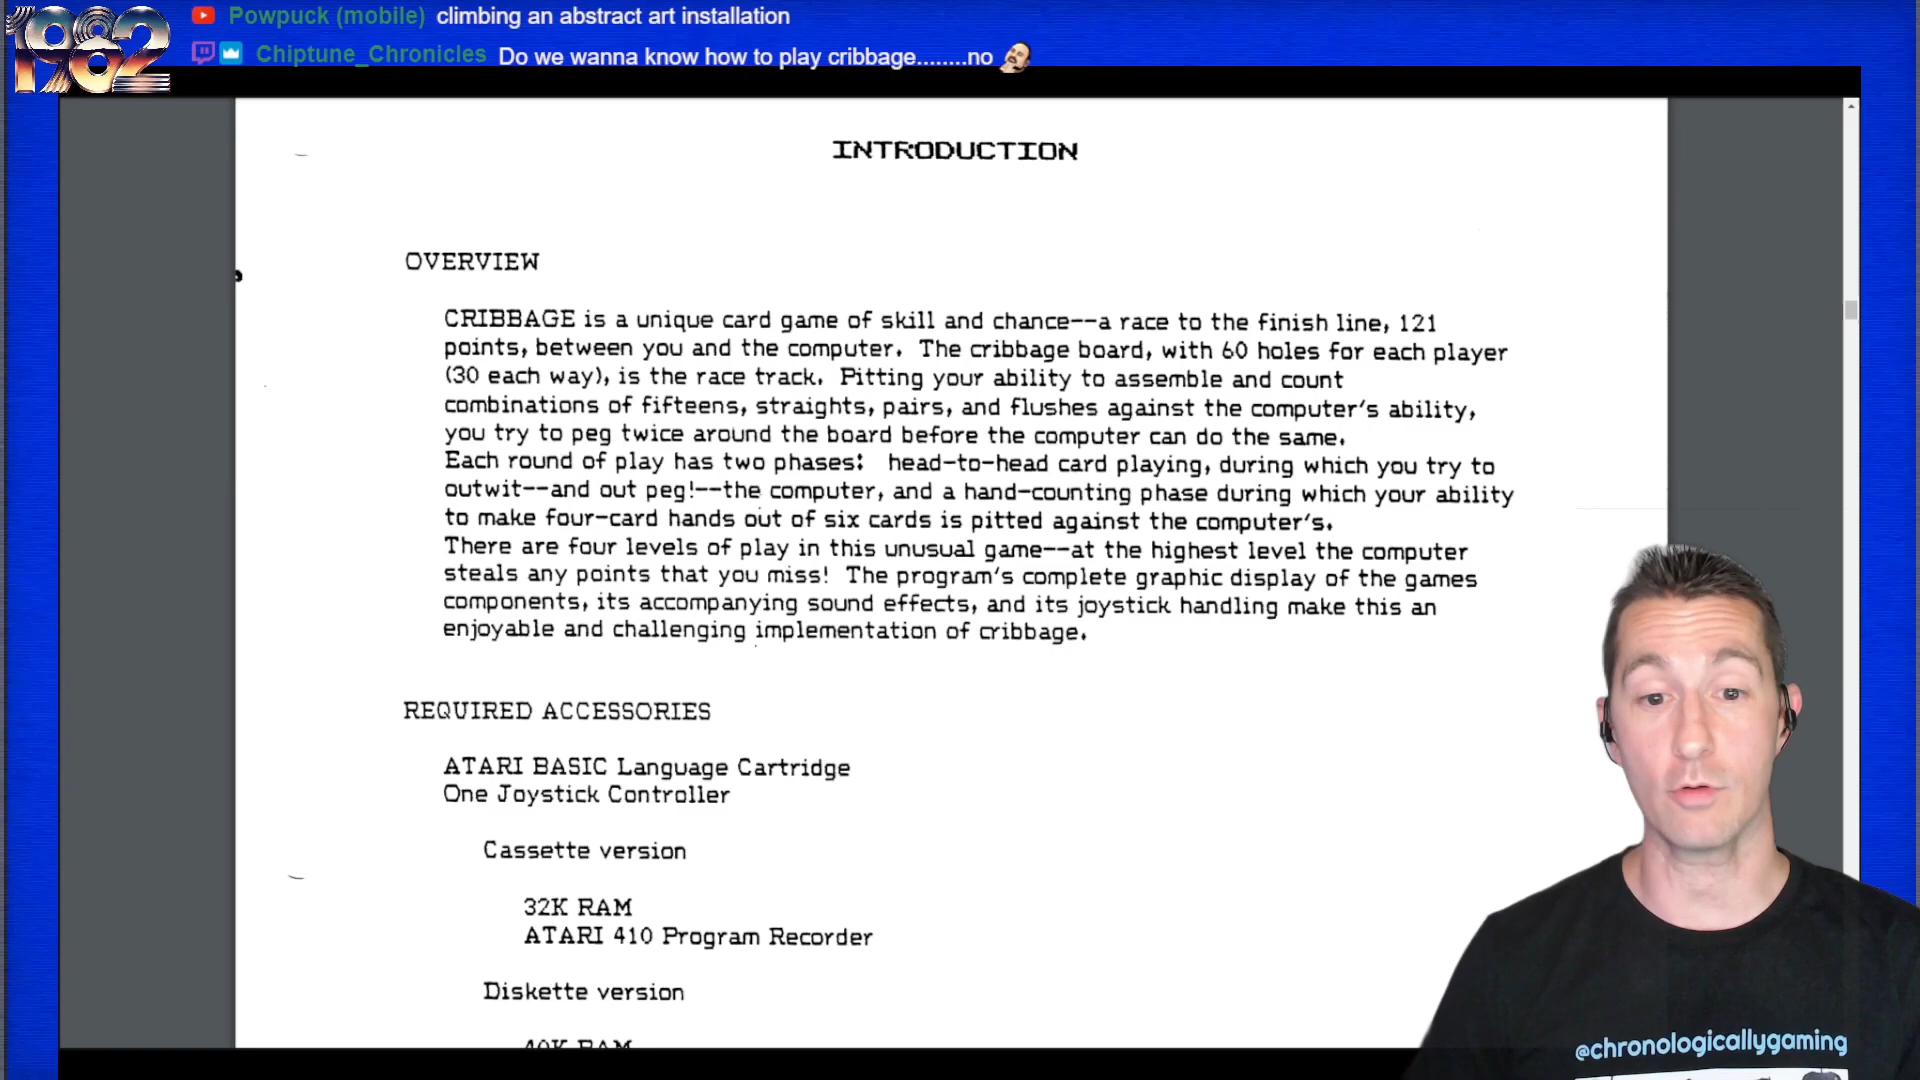 1982
Powpuck (mobile) climbing an abstract art installation
Chiptune_Chronicles Do we wanna know how to play cribbage........no
INTRODUCTION
OVERVIEW
CRIBBAGE is a unique card game of skill and chance--a race to the finish line, 121
points, between you and the computer. The cribbage board, with 60 holes for each player
(30 each way), is the race track. Pitting your ability to assemble and count
combinations of fifteens, straights, pairs, and flushes against the computer's ability,
you try to peg twice around the board before the computer can do the same.
Each round of play has two phases: head-to-head card playing, during which you try to
outwit--and out peg!--the computer, and a hand-counting phase during which your ability
to make four-card hands out of six cards is pitted against the computer's.
There are four levels of play in this unusual game--at the highest level the computer
steals any points that you miss! The program's complete graphic display of the games
components, its accompanying sound effects, and its joystick handling make this an
enjoyable and challenging implementation of cribbage.
REQUIRED ACCESSORIES
ATARI BASIC Language Cartridge
One Joystick Controller
Cassette version
32K RAM
ATARI 410 Program Recorder
Diskette version
40K RAM
@chronologicallygaming